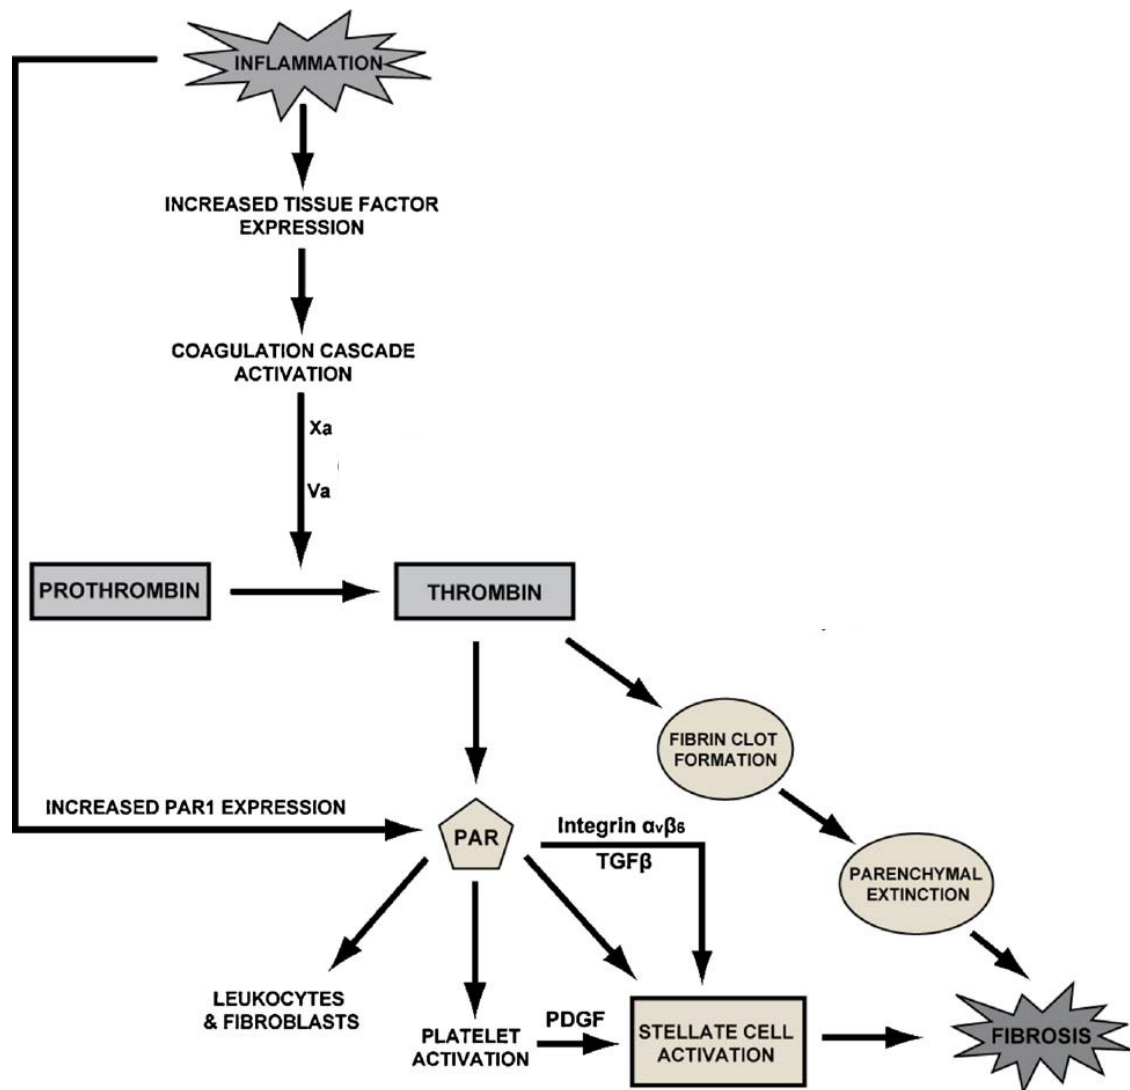 INFLAMMATION
INCREASED TISSUE FACTOR
EXPRESSION
COAGULATION CASCADE
ACTIVATION
Xa
Va
PROTHROMBIN
THROMBIN
FIBRIN CLOT
FORMATION
INCREASED PAR1 EXPRESSION
PAR
Integrin αvβ6
TGFβ
PARENCHYMAL
EXTINCTION
LEUKOCYTES
& FIBROBLASTS
PLATELET
ACTIVATION
PDGF
STELLATE CELL
ACTIVATION
FIBROSIS